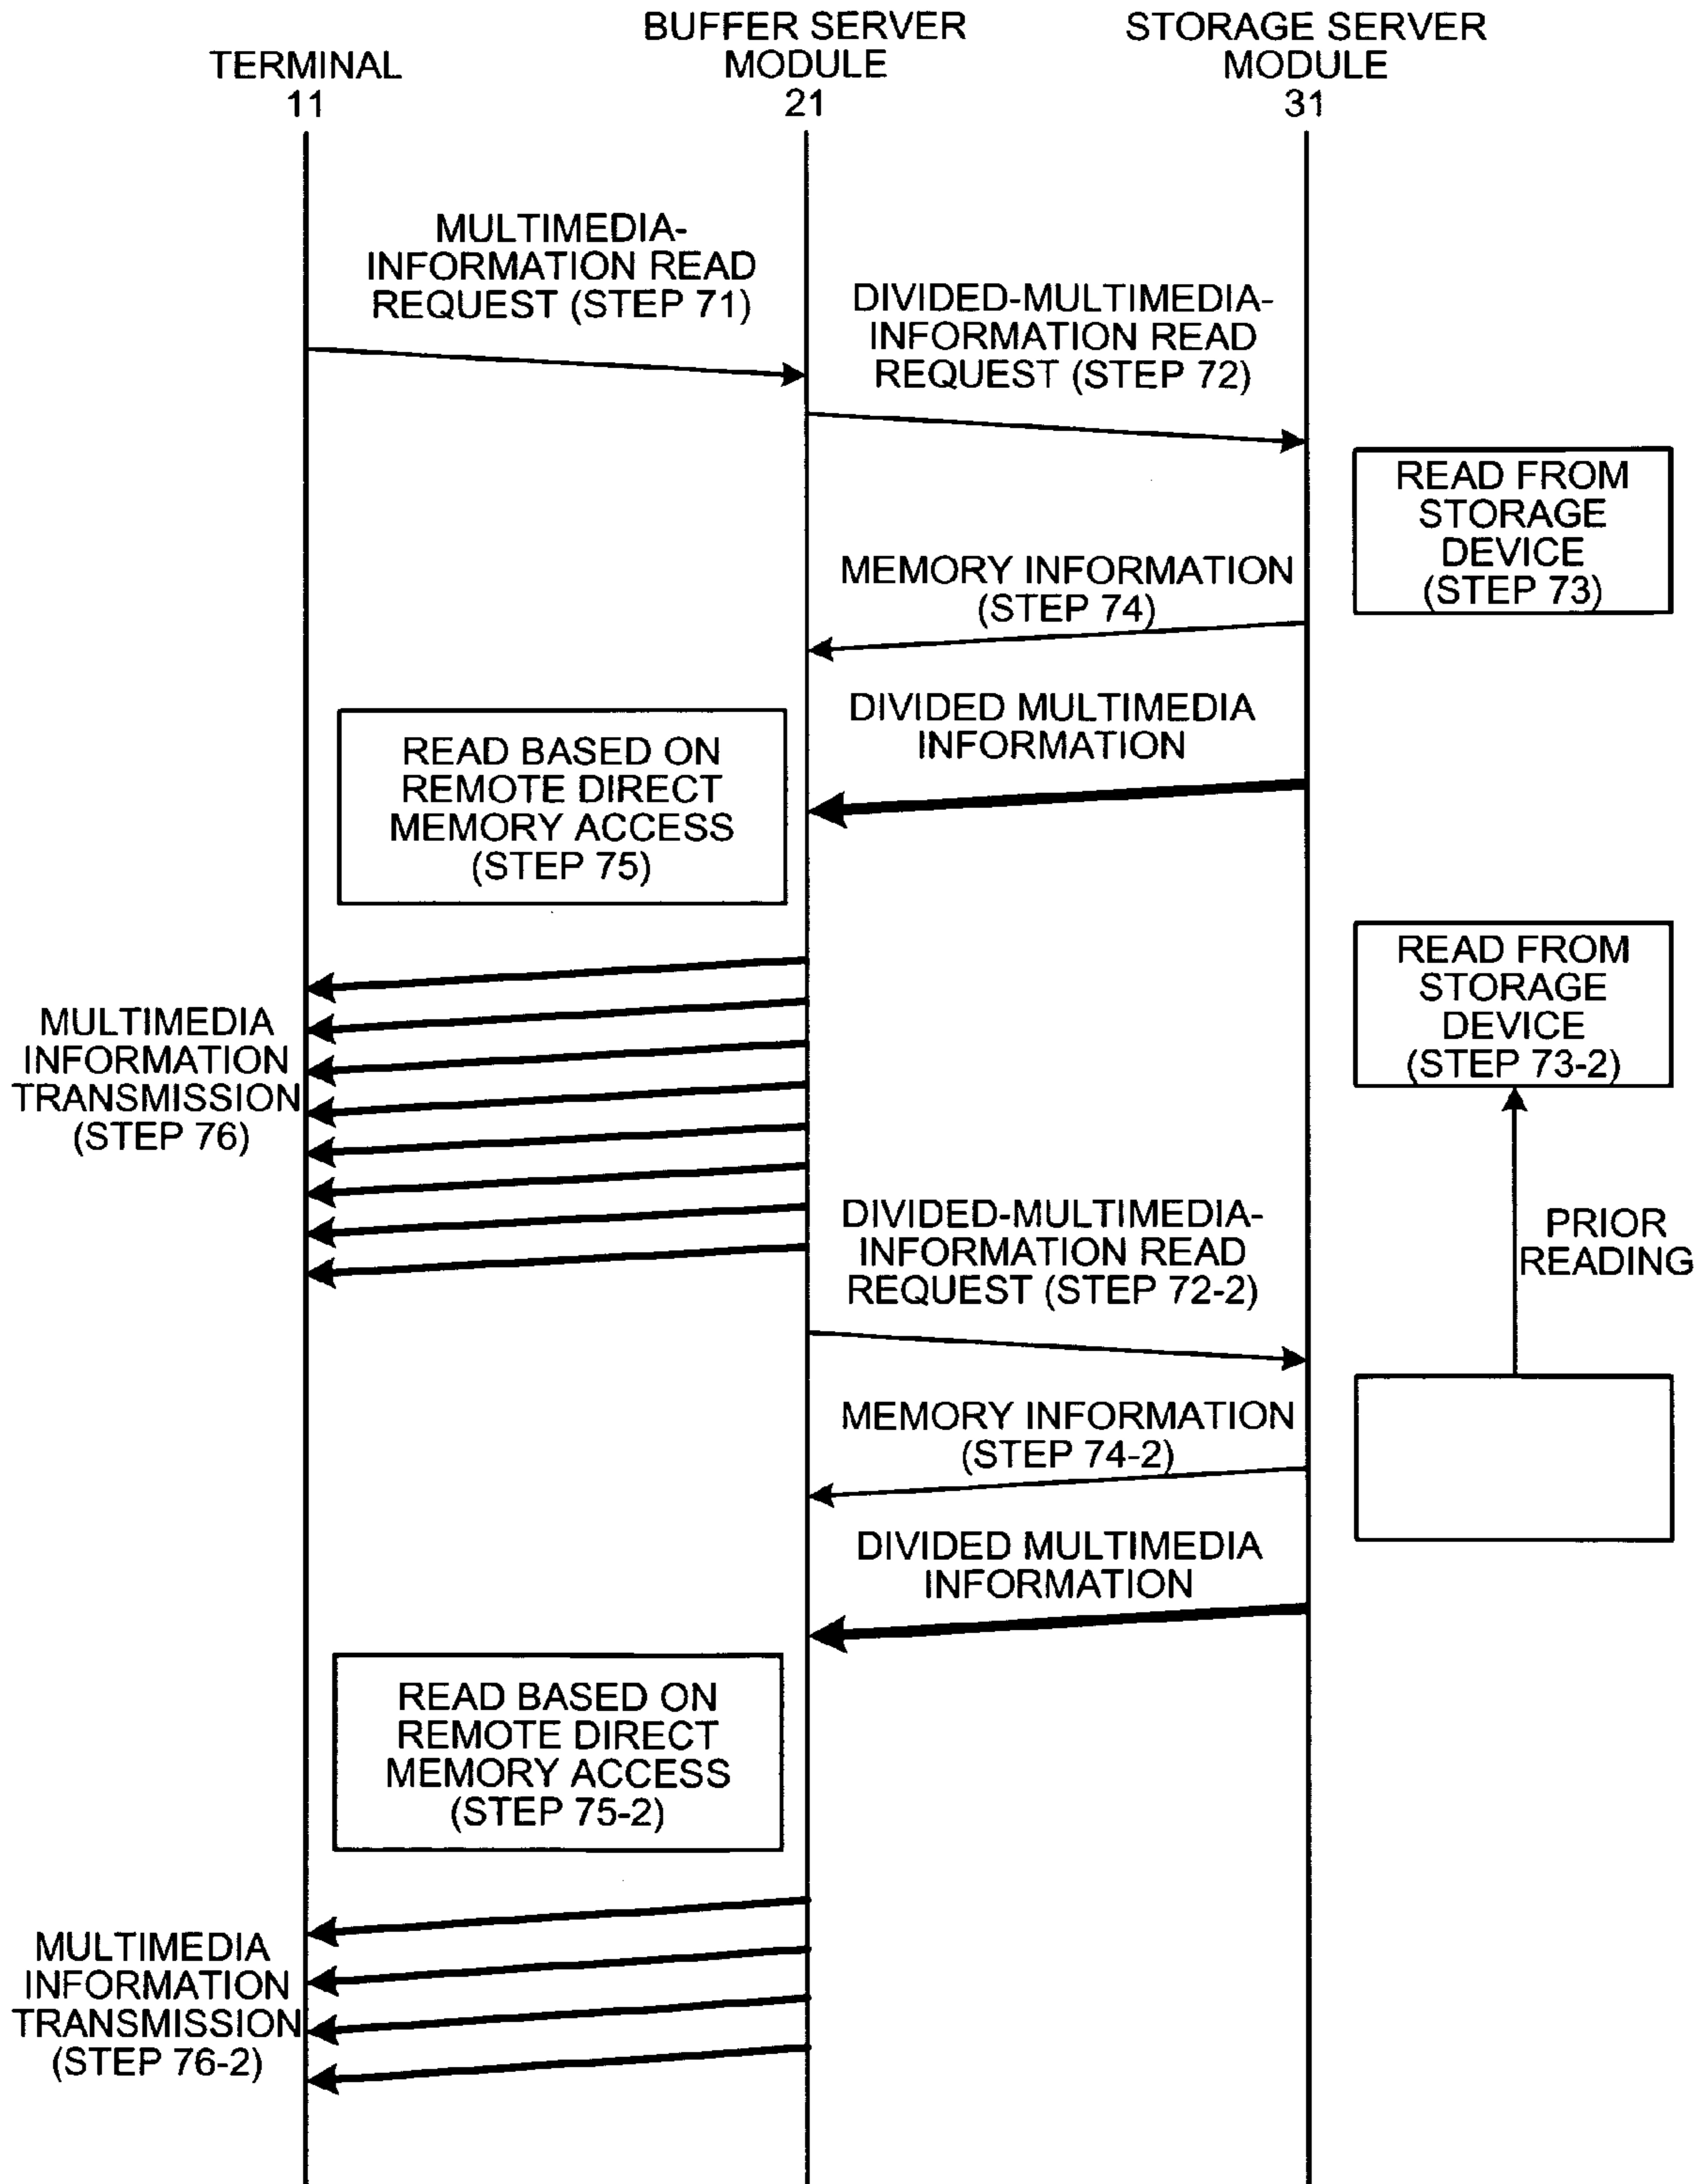 TERMINAL
11
BUFFER SERVER
MODULE
21
STORAGE SERVER
MODULE
31
MULTIMEDIA-
INFORMATION READ
REQUEST (STEP 71)
DIVIDED-MULTIMEDIA-
INFORMATION READ
REQUEST (STEP 72)
READ FROM
STORAGE
DEVICE
(STEP 73)
MEMORY INFORMATION
(STEP 74)
DIVIDED MULTIMEDIA
INFORMATION
READ BASED ON
REMOTE DIRECT
MEMORY ACCESS
(STEP 75)
READ FROM
STORAGE
DEVICE
(STEP 73-2)
MULTIMEDIA
INFORMATION
TRANSMISSION
(STEP 76)
DIVIDED-MULTIMEDIA-
INFORMATION READ
REQUEST (STEP 72-2)
PRIOR
READING
MEMORY INFORMATION
(STEP 74-2)
DIVIDED MULTIMEDIA
INFORMATION
READ BASED ON
REMOTE DIRECT
MEMORY ACCESS
(STEP 75-2)
MULTIMEDIA
INFORMATION
TRANSMISSION
(STEP 76-2)